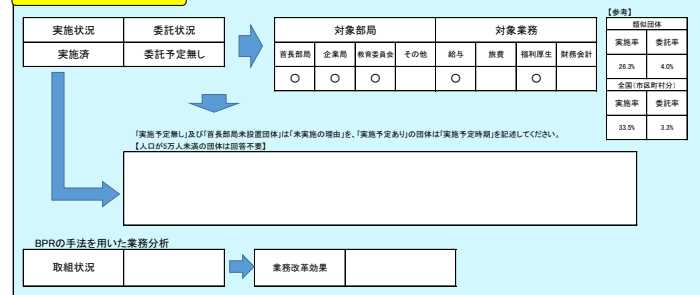 【参考】
実施状況 委託状況
実施済 委託予定無し
対象部局 対象業務
首長部局 企業局 教育委員会 その他 給与 旅費 福利厚生 財務会計
○ ○ ○ ○ ○
類似団体
実施率 委託率
26.3% 4.0%
全国(市区町村分)
実施率 委託率
33.5% 3.3%
「実施予定無し」及び「首長部局未設置団体」は「未実施の理由」を、「実施予定あり」の団体は「実施予定時期」を記述してください。
【人口が5万人未満の団体は回答不要】
BPRの手法を用いた業務分析
取組状況 業務改革効果